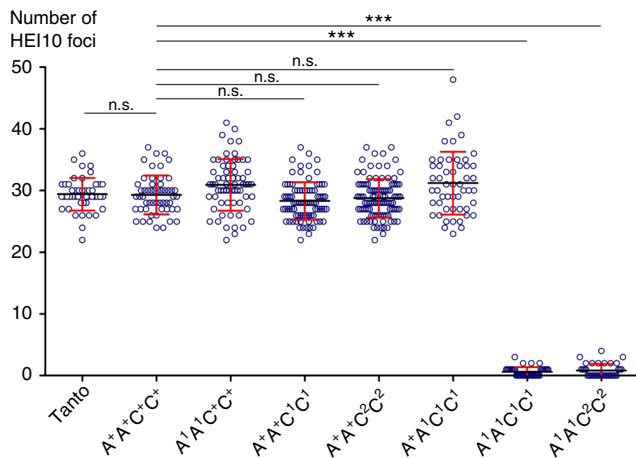 Number of
HEI10 foci
***
***
n.s.
n.s.
n.s.
n.s.
50
40
30
20
10
0
Tanto
A⁺A⁺C⁺C⁺
A¹A¹C⁺C⁺
A⁺A⁺C¹C¹
A⁺A⁺C²C²
A⁺A¹C¹C¹
A¹A¹C¹C¹
A¹A¹C²C²